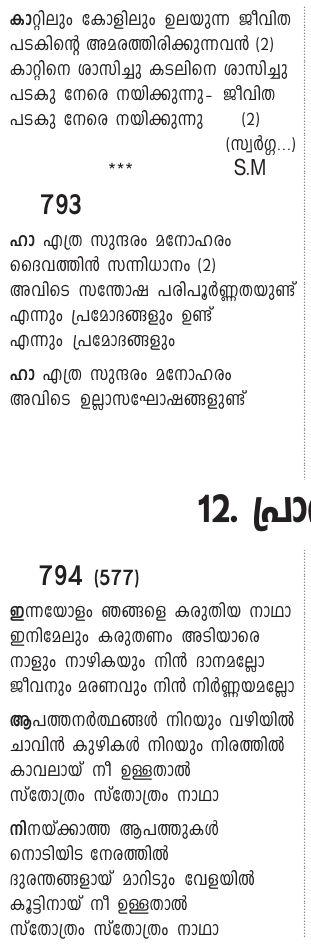 കാറ്റിലും കോളിലും ഉലയുന്ന ജീവിത
പടകിന്റെ അമരത്തിരിക്കുന്നവൻ (2)
കാറ്റിനെ ശാസിച്ചു കടലിനെ ശാസിച്ചു
പടകു നേരെ നയിക്കുന്നു- ജീവിത
പടകു നേരെ നയിക്കുന്നു (2)
(സ്വർഗ്ഗ...)
*** S.M
793
ഹാ എത്ര സുന്ദരം മനോഹരം
ദൈവത്തിൻ സന്നിധാനം (2)
അവിടെ സന്തോഷ പരിപൂർണ്ണതയുണ്ട്
എന്നും പ്രമോദങ്ങളും ഉണ്ട്
എന്നും പ്രമോദങ്ങളും
ഹാ എത്ര സുന്ദരം മനോഹരം
അവിടെ ഉല്ലാസഘോഷങ്ങളുണ്ട്
12. പ്രാ
794 (577)
ഇന്നയോളം ഞങ്ങളെ കരുതിയ നാഥാ
ഇനിമേലും കരുതണം അടിയാരെ
നാളും നാഴികയും നിൻ ദാനമല്ലോ
ജീവനും മരണവും നിൻ നിർണ്ണയമല്ലോ
ആപത്തനർത്ഥങ്ങൾ നിറയും വഴിയിൽ
ചാവിൻ കുഴികൾ നിറയും നിരത്തിൽ
കാവലായ് നീ ഉള്ളതാൽ
സ്തോത്രം സ്തോത്രം നാഥാ
നിനയ്ക്കാത്ത ആപത്തുകൾ
നൊടിയിട നേരത്തിൽ
ദുരന്തങ്ങളായ് മാറിടും വേളയിൽ
കൂട്ടിനായ് നീ ഉള്ളതാൽ
സ്തോത്രം സ്തോത്രം നാഥാ